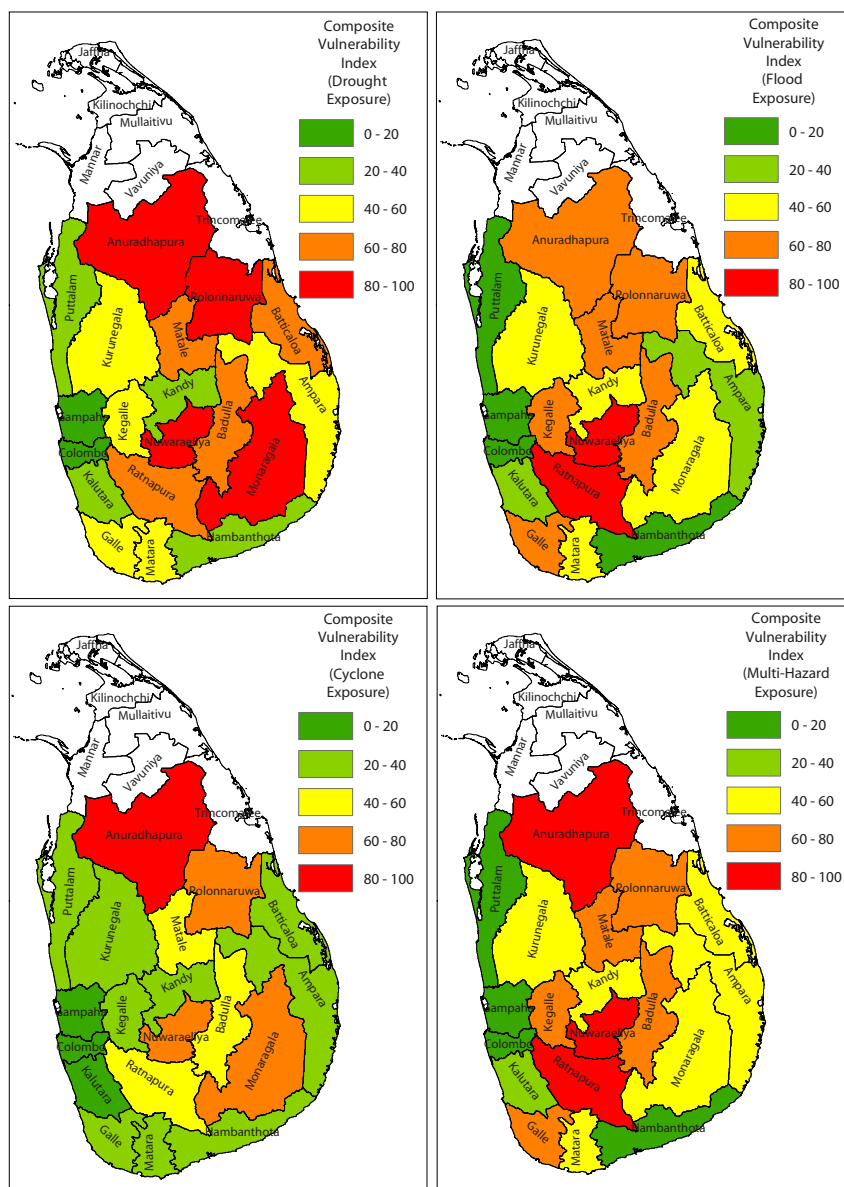 Composite
Vulnerability
Index
(Drought
Exposure)
0 - 20
20 - 40
40 - 60
60 - 80
80 - 100
Jaffna
Kilinochchi
Mullaitivu
Mannar
Vavuniya
Trincomalee
Anuradhapura
Puttalam
Polonnaruwa
Kurunegala
Matale
Batticaloa
Kandy
Ampara
Gampaha
Kegalle
Badulla
Nuwaraeliya
Colombo
Monaragala
Kalutara
Ratnapura
Hambanthota
Galle
Matara
Composite
Vulnerability
Index
(Flood
Exposure)
0 - 20
20 - 40
40 - 60
60 - 80
80 - 100
Jaffna
Kilinochchi
Mullaitivu
Mannar
Vavuniya
Trincomalee
Anuradhapura
Puttalam
Polonnaruwa
Kurunegala
Matale
Batticaloa
Kandy
Ampara
Gampaha
Kegalle
Badulla
Nuwaraeliya
Colombo
Monaragala
Kalutara
Ratnapura
Hambanthota
Galle
Matara
Composite
Vulnerability
Index
(Cyclone
Exposure)
0 - 20
20 - 40
40 - 60
60 - 80
80 - 100
Jaffna
Kilinochchi
Mullaitivu
Mannar
Vavuniya
Trincomalee
Anuradhapura
Puttalam
Polonnaruwa
Kurunegala
Matale
Batticaloa
Kandy
Ampara
Gampaha
Kegalle
Badulla
Nuwaraeliya
Colombo
Monaragala
Kalutara
Ratnapura
Hambanthota
Galle
Matara
Composite
Vulnerability
Index
(Multi-Hazard
Exposure)
0 - 20
20 - 40
40 - 60
60 - 80
80 - 100
Jaffna
Kilinochchi
Mullaitivu
Mannar
Vavuniya
Trincomalee
Anuradhapura
Puttalam
Polonnaruwa
Kurunegala
Matale
Batticaloa
Kandy
Ampara
Gampaha
Kegalle
Badulla
Nuwaraeliya
Colombo
Monaragala
Kalutara
Ratnapura
Hambanthota
Galle
Matara